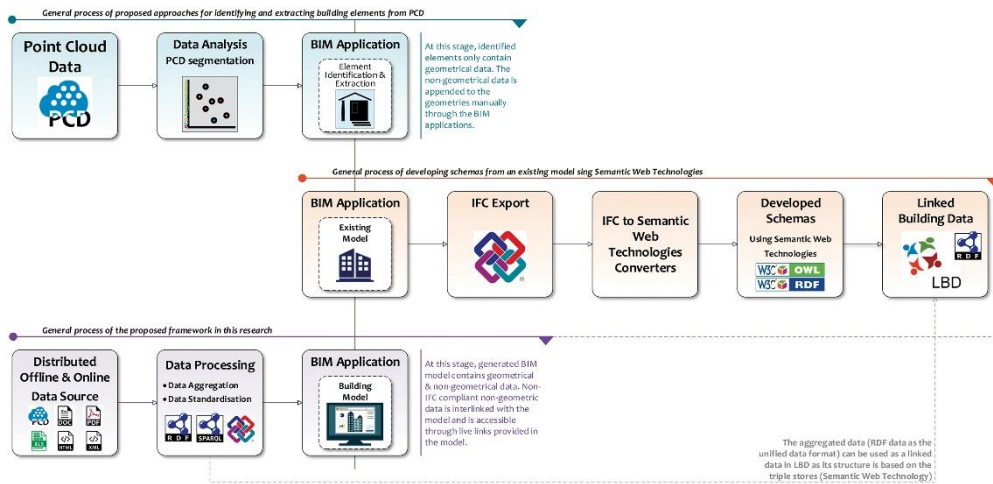 General process of proposed approaches for identifying and extracting building elements from PCD
Point Cloud
Data
PCD
Data Analysis
PCD segmentation
BIM Application
Element
Identification &
Extraction
At this stage, identified
elements only contain
geometrical data. The
non-geometrical data is
appended to the
geometries manually
through the BIM
applications.
General process of developing schemas from an existing model sing Semantic Web Technologies
BIM Application
Existing
Model
IFC Export
IFC to Semantic
Web
Technologies
Converters
Developed
Schemas
Using Semantic Web
Technologies
W3C OWL
W3C RDF
Linked
Building Data
RDF
LBD
General process of the proposed framework in this research
Distributed
Offline & Online
Data Source
PCD
DOC
PDF
XLS
HTML
XML
Data Processing
• Data Aggregation
• Data Standardisation
RDF
SPARQL
BIM Application
Building
Model
At this stage, generated BIM
model contains geometrical
& non-geometrical data. Non-
IFC compliant non-geometric
data is interlinked with the
model and is accessible
through live links provided in
the model.
The aggregated data (RDF data as the
unified data format) can be used as a linked
data in LBD as its structure is based on the
triple stores (Semantic Web Technology)